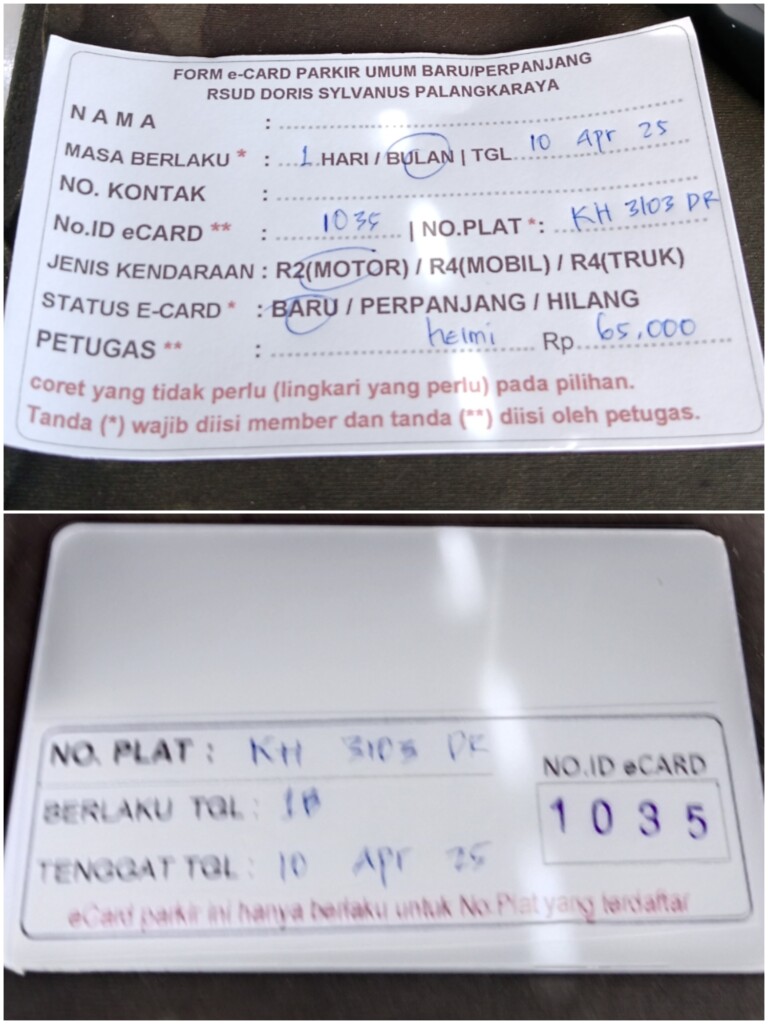 FORM e-CARD PARKIR UMUM BARU/PERPANJANG
RSUD DORIS SYLVANUS PALANGKARAYA
NAMA :
MASA BERLAKU * : 1 HARI / BULAN | TGL 10 Apr 25
NO. KONTAK :
No.ID eCARD ** : 1035 | NO.PLAT *: KH 3103 DR
JENIS KENDARAAN : R2(MOTOR) / R4(MOBIL) / R4(TRUK)
STATUS E-CARD * : BARU / PERPANJANG / HILANG
PETUGAS ** : helmi Rp 65.000
coret yang tidak perlu (lingkari yang perlu) pada pilihan.
Tanda (*) wajib diisi member dan tanda (**) diisi oleh petugas.
NO. PLAT : KH 3103 DR
NO.ID eCARD
1035
BERLAKU TGL :
TENGGAT TGL : 10 Apr 25
eCard parkir ini hanya berlaku untuk No.Plat yang terdaftar